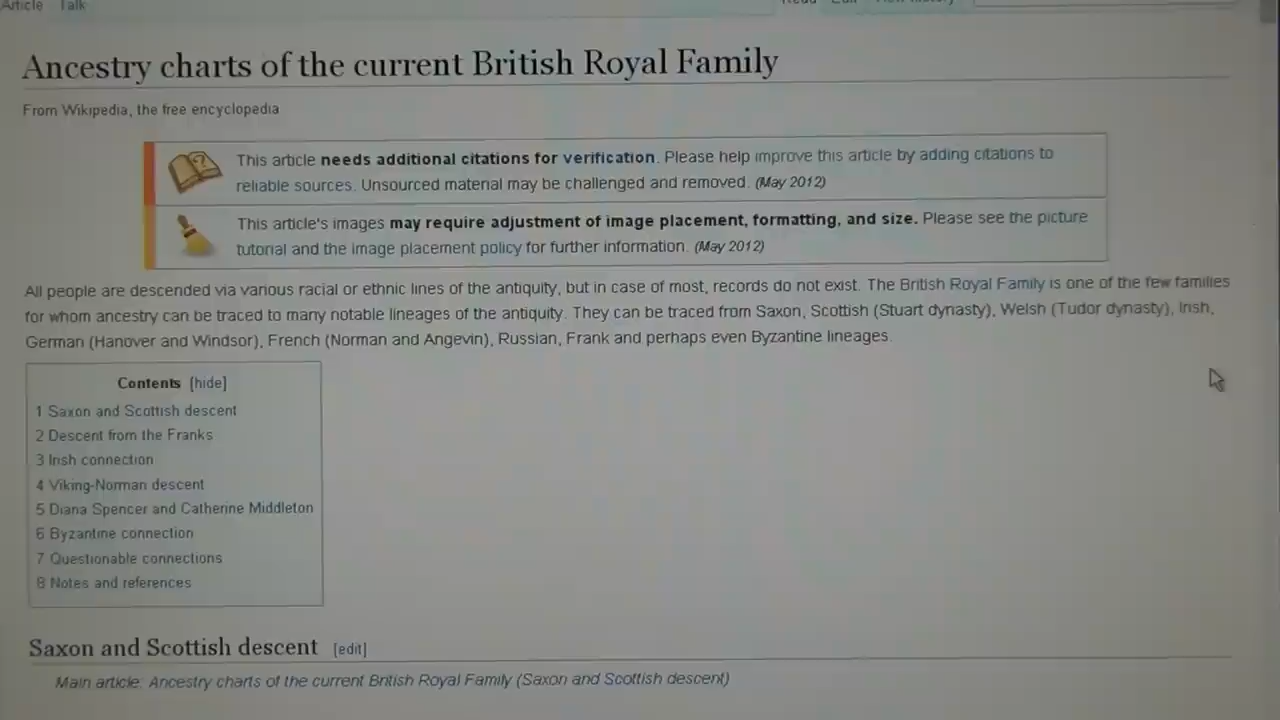 Article Talk
Read Edit View history
Ancestry charts of the current British Royal Family
From Wikipedia, the free encyclopedia
This article needs additional citations for verification. Please help improve this article by adding citations to
reliable sources. Unsourced material may be challenged and removed. (May 2012)
This article's images may require adjustment of image placement, formatting, and size. Please see the picture
tutorial and the image placement policy for further information. (May 2012)
All people are descended via various racial or ethnic lines of the antiquity, but in case of most, records do not exist. The British Royal Family is one of the few families
for whom ancestry can be traced to many notable lineages of the antiquity. They can be traced from Saxon, Scottish (Stuart dynasty), Welsh (Tudor dynasty), Irish,
German (Hanover and Windsor), French (Norman and Angevin), Russian, Frank and perhaps even Byzantine lineages.
Contents [hide]
1 Saxon and Scottish descent
2 Descent from the Franks
3 Irish connection
4 Viking-Norman descent
5 Diana Spencer and Catherine Middleton
6 Byzantine connection
7 Questionable connections
8 Notes and references
Saxon and Scottish descent [edit]
Main article: Ancestry charts of the current British Royal Family (Saxon and Scottish descent)